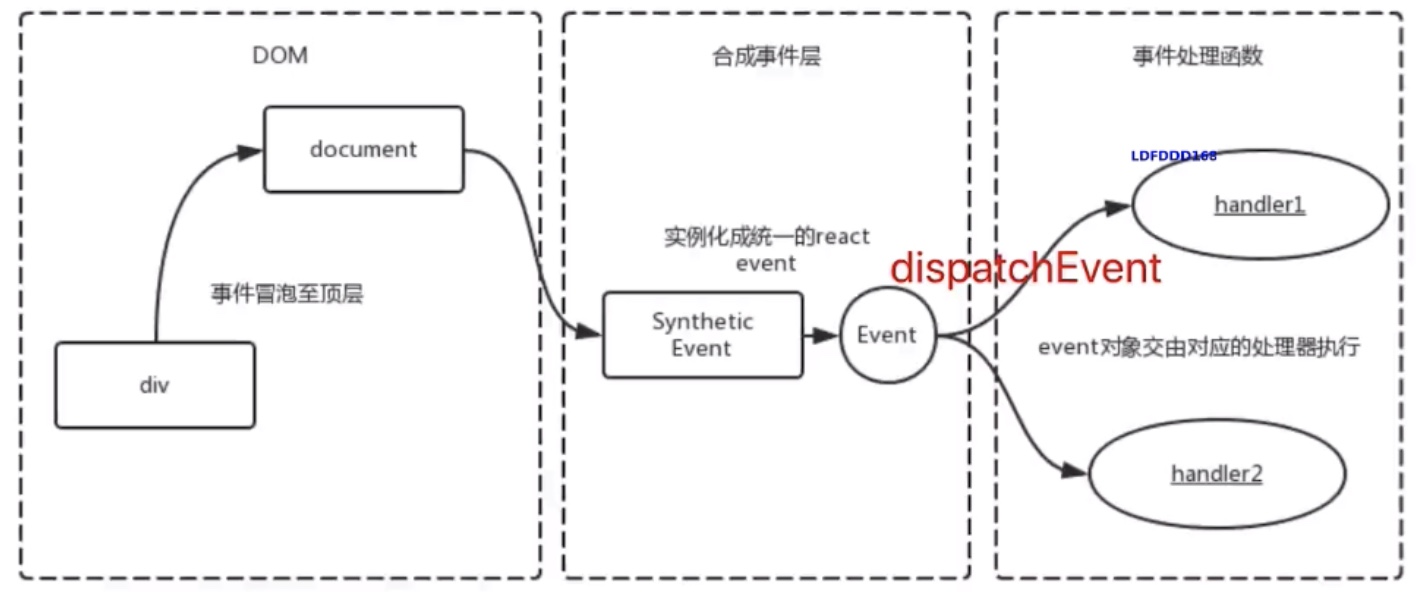 DOM
document
事件冒泡至顶层
div
合成事件层
实例化成统一的react
event
Synthetic
Event
Event
dispatchEvent
事件处理函数
LDFDDD168
handler1
event对象交由对应的处理器执行
handler2